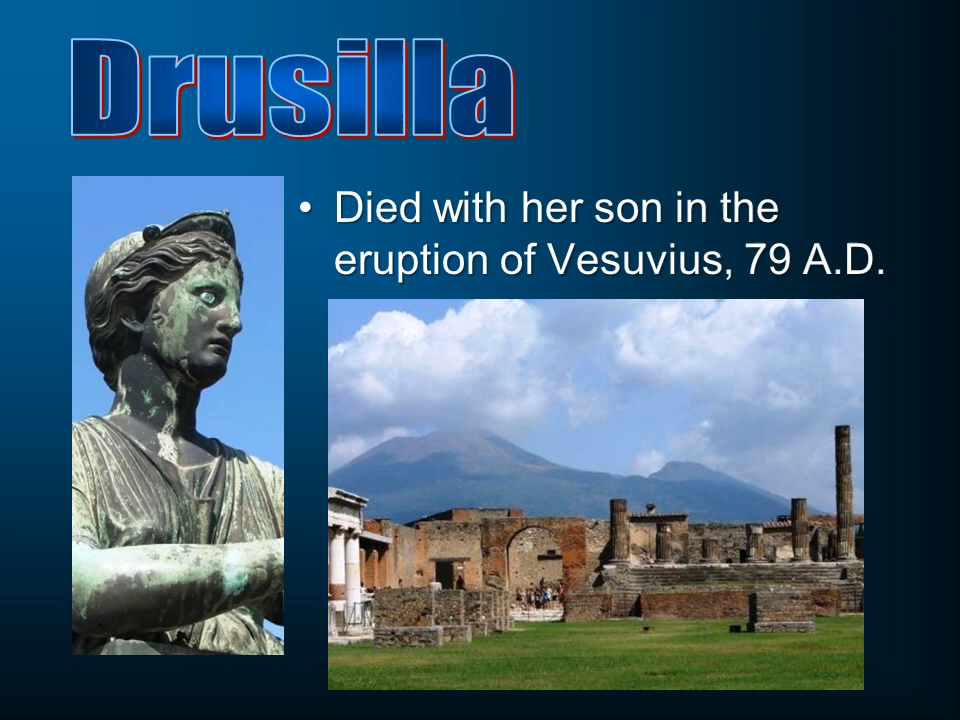 Drusilla
• Died with her son in the
eruption of Vesuvius, 79 A.D.